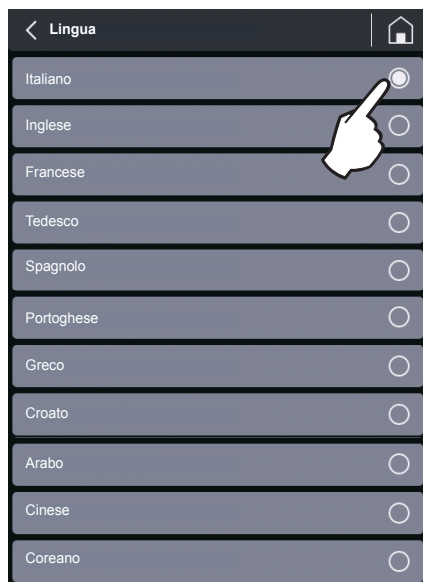 Lingua
Italiano
Inglese
Francese
Tedesco
Spagnolo
Portoghese
Greco
Croato
Arabo
Cinese
Coreano